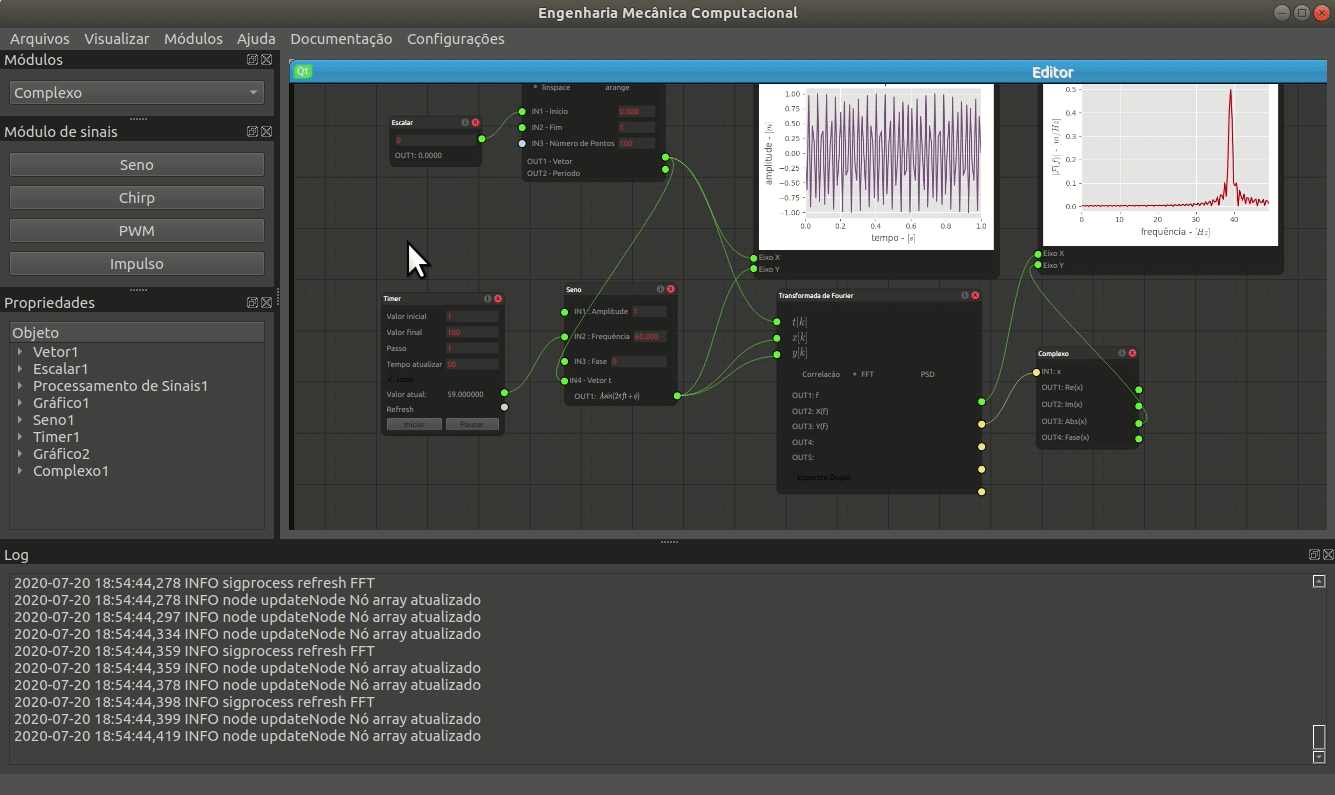 Engenharia Mecânica Computacional
Arquivos Visualizar Módulos Ajuda Documentação Configurações
Módulos
Complexo
Módulo de sinais
Seno
Chirp
PWM
Impulso
Propriedades
Objeto
Vetor1
Escalar1
Processamento de Sinais1
Gráfico1
Seno1
Timer1
Gráfico2
Complexo1
Qt
Editor
Escalar
0
OUT1: 0.0000
linspace arange
IN1 - Início 0.000
IN2 - Fim 1
IN3 - Número de Pontos 100
OUT1 - Vetor
OUT2 - Período
1.00
0.75
0.50
0.25
0.00
−0.25
−0.50
−0.75
−1.00
amplitude - [m]
0.0 0.2 0.4 0.6 0.8 1.0
tempo - [s]
Eixo X
Eixo Y
0.5
0.4
0.3
0.2
0.1
0.0
|F(f)| - [m/Hz]
0 10 20 30 40
frequência - [Hz]
Eixo X
Eixo Y
Timer
Valor inicial 1
Valor final 100
Passo 1
Tempo atualizar 50
Loop
Valor atual: 59.000000
Refresh
Iniciar Pausar
Seno
IN1 : Amplitude 1
IN2 : Frequência 60.000
IN3 : Fase 0
IN4 - Vetor t
OUT1: Asin(2πft + φ)
Transformada de Fourier
t[k]
x[k]
y[k]
Correlacão FFT PSD
OUT1: f
OUT2: X(f)
OUT3: Y(f)
OUT4:
OUT5:
Espectro Duplo
Complexo
IN1: x
OUT1: Re(x)
OUT2: Im(x)
OUT3: Abs(x)
OUT4: Fase(x)
Log
2020-07-20 18:54:44,278 INFO sigprocess refresh FFT
2020-07-20 18:54:44,278 INFO node updateNode Nó array atualizado
2020-07-20 18:54:44,297 INFO node updateNode Nó array atualizado
2020-07-20 18:54:44,334 INFO node updateNode Nó array atualizado
2020-07-20 18:54:44,359 INFO sigprocess refresh FFT
2020-07-20 18:54:44,359 INFO node updateNode Nó array atualizado
2020-07-20 18:54:44,378 INFO node updateNode Nó array atualizado
2020-07-20 18:54:44,398 INFO sigprocess refresh FFT
2020-07-20 18:54:44,399 INFO node updateNode Nó array atualizado
2020-07-20 18:54:44,419 INFO node updateNode Nó array atualizado